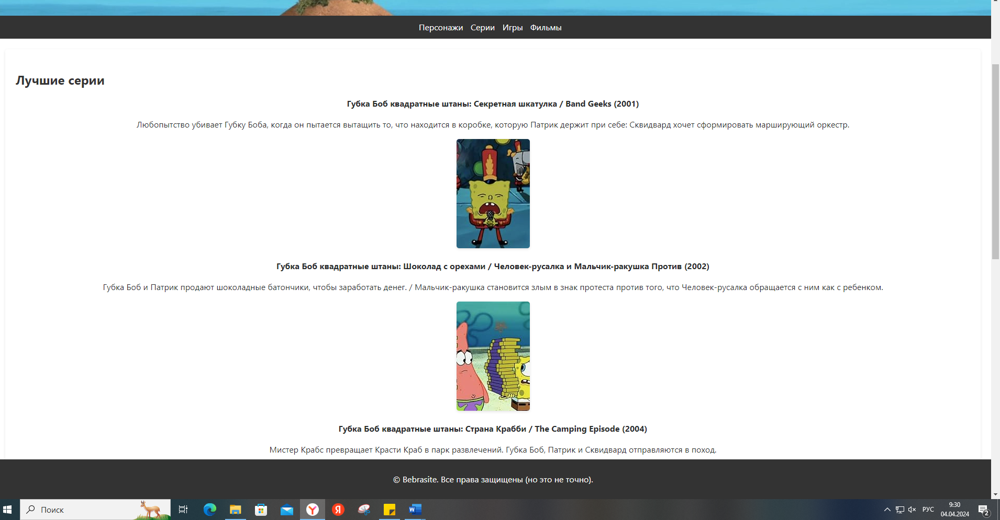 Персонажи Серии Игры Фильмы
Лучшие серии
Губка Боб квадратные штаны: Секретная шкатулка / Band Geeks (2001)
Любопытство убивает Губку Боба, когда он пытается вытащить то, что находится в коробке, которую Патрик держит при себе: Сквидвард хочет сформировать марширующий оркестр.
Губка Боб квадратные штаны: Шоколад с орехами / Человек-русалка и Мальчик-ракушка Против (2002)
Губка Боб и Патрик продают шоколадные батончики, чтобы заработать денег. / Мальчик-ракушка становится злым в знак протеста против того, что Человек-русалка обращается с ним как с ребенком.
Губка Боб квадратные штаны: Страна Крабби / The Camping Episode (2004)
Мистер Крабс превращает Красти Краб в парк развлечений. Губка Боб, Патрик и Сквидвард отправляются в поход.
© Bebrasite. Все права защищены (но это не точно).
Поиск
Y
Я
W
РУС
9:30
04.04.2024
2